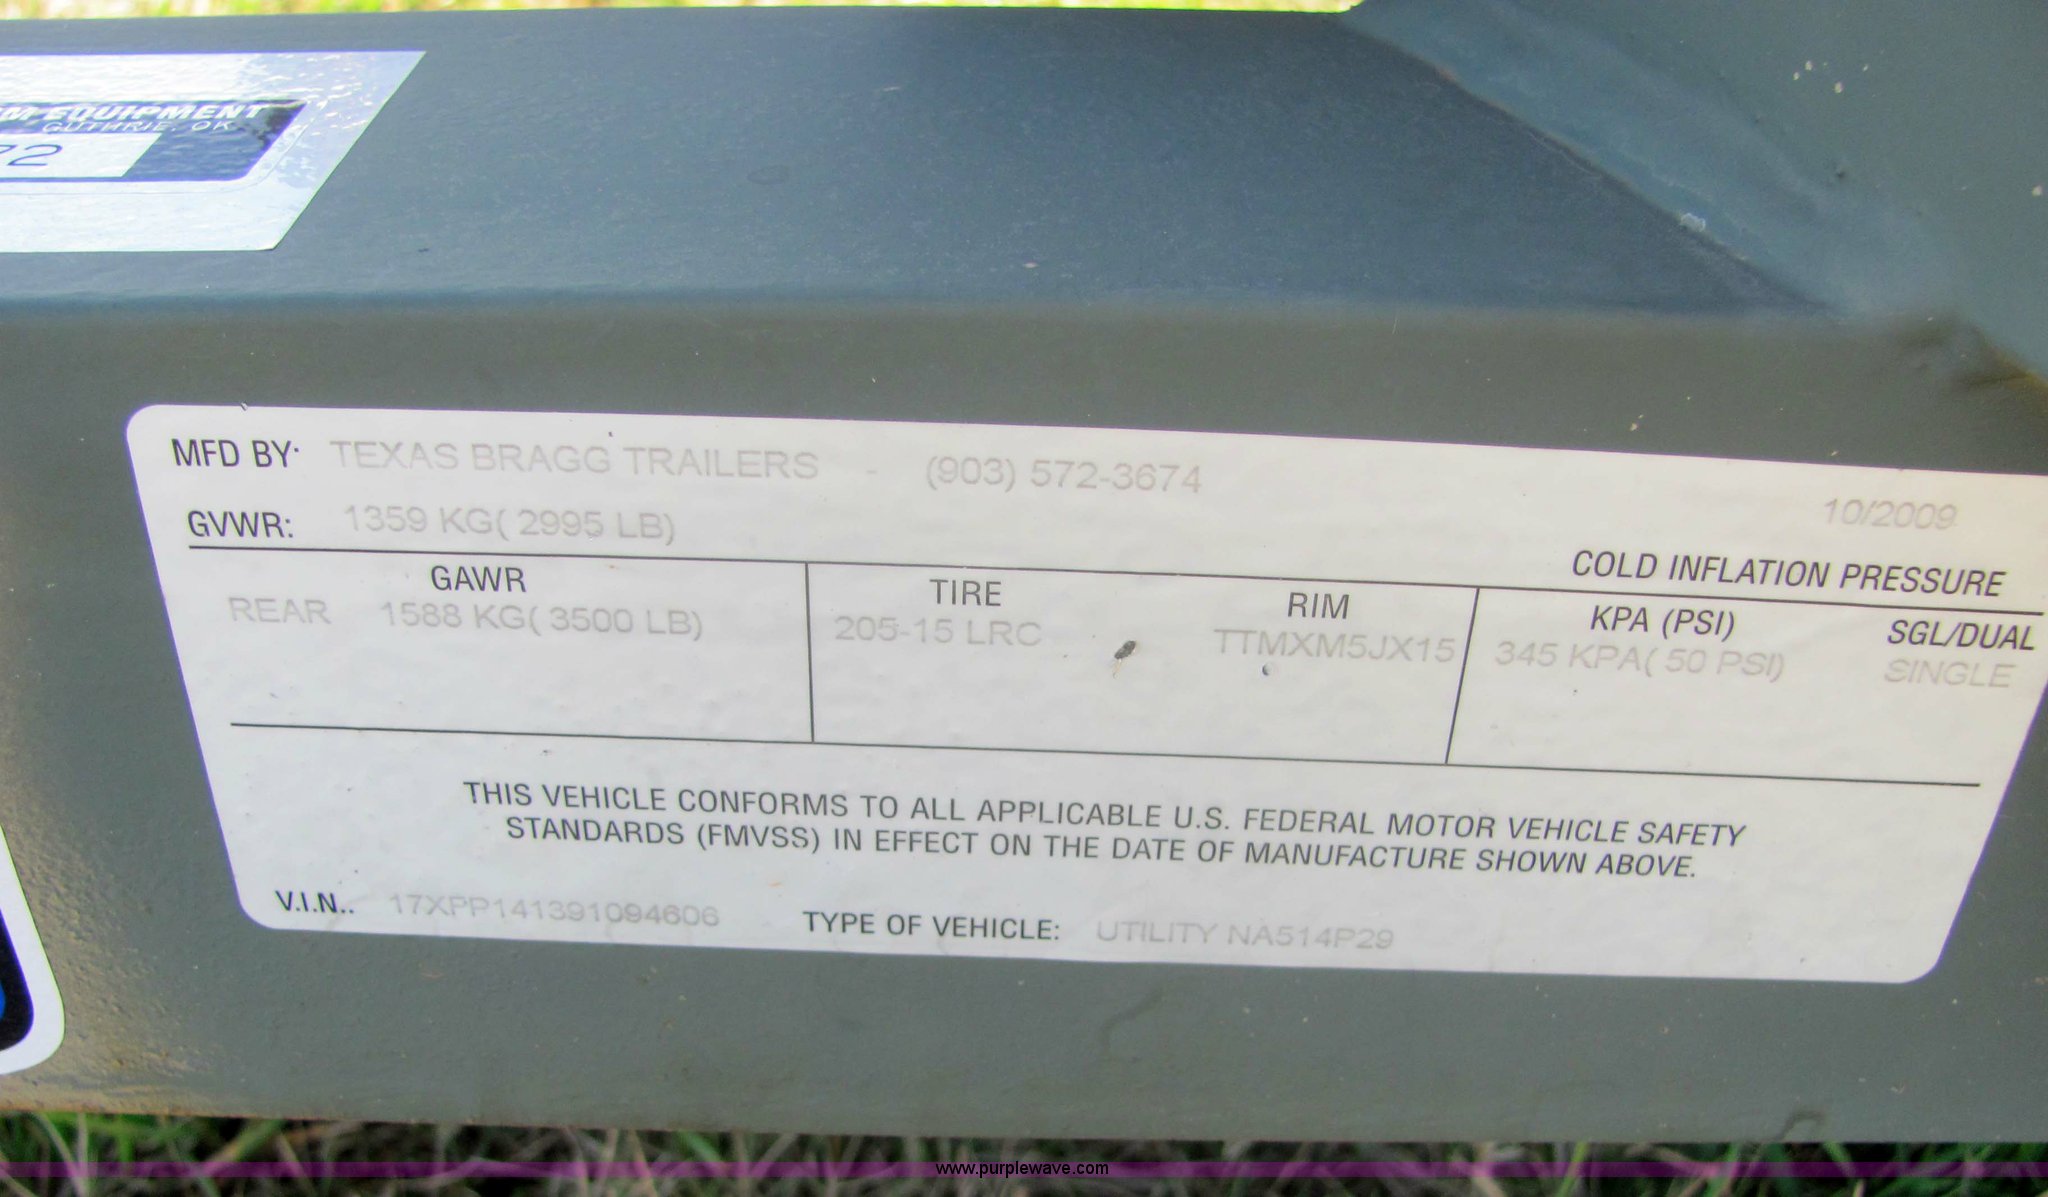 EQUIPMENT
GUTHRIE, OK
72
MFD BY: TEXAS BRAGG TRAILERS - (903) 572-3674
10/2009
GVWR: 1359 KG( 2995 LB)
COLD INFLATION PRESSURE
GAWR TIRE RIM KPA (PSI) SGL/DUAL
REAR 1588 KG( 3500 LB) 205-15 LRC TTMXM5JX15 345 KPA( 50 PSI) SINGLE
THIS VEHICLE CONFORMS TO ALL APPLICABLE U.S. FEDERAL MOTOR VEHICLE SAFETY
STANDARDS (FMVSS) IN EFFECT ON THE DATE OF MANUFACTURE SHOWN ABOVE.
V.I.N.. 17XPP141391094606 TYPE OF VEHICLE: UTILITY NA514P29
www.purplewave.com